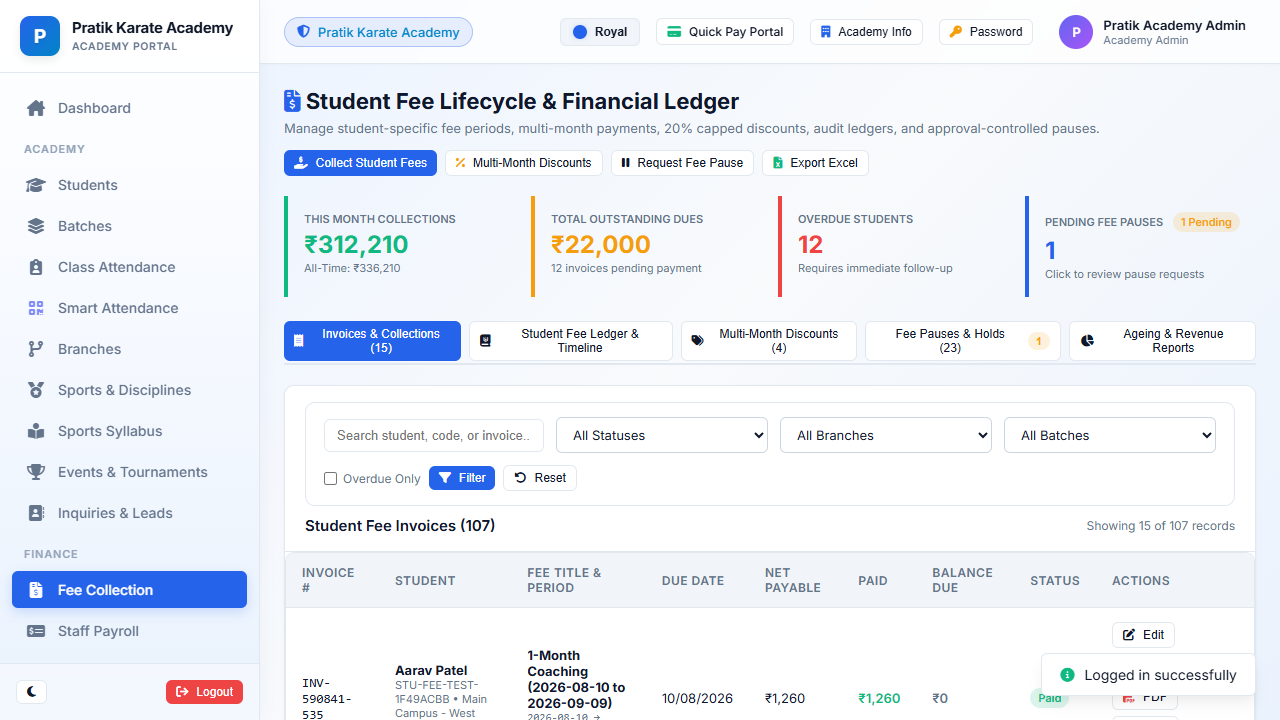 P
Pratik Karate Academy
ACADEMY PORTAL
Dashboard
ACADEMY
Students
Batches
Class Attendance
Smart Attendance
Branches
Sports & Disciplines
Sports Syllabus
Events & Tournaments
Inquiries & Leads
FINANCE
Fee Collection
Staff Payroll
Logout
Pratik Karate Academy
Royal
Quick Pay Portal
Academy Info
Password
P
Pratik Academy Admin
Academy Admin
Student Fee Lifecycle & Financial Ledger
Manage student-specific fee periods, multi-month payments, 20% capped discounts, audit ledgers, and approval-controlled pauses.
Collect Student Fees
Multi-Month Discounts
Request Fee Pause
Export Excel
THIS MONTH COLLECTIONS
₹312,210
All-Time: ₹336,210
TOTAL OUTSTANDING DUES
₹22,000
12 invoices pending payment
OVERDUE STUDENTS
12
Requires immediate follow-up
PENDING FEE PAUSES
1 Pending
1
Click to review pause requests
Invoices & Collections
(15)
Student Fee Ledger &
Timeline
Multi-Month Discounts
(4)
Fee Pauses & Holds
(23)
1
Ageing & Revenue
Reports
Search student, code, or invoice..
All Statuses
All Branches
All Batches
Overdue Only
Filter
Reset
Student Fee Invoices (107)
Showing 15 of 107 records
INVOICE
#
STUDENT
FEE TITLE &
PERIOD
DUE DATE
NET
PAYABLE
PAID
BALANCE
DUE
STATUS
ACTIONS
INV-
590841-
535
Aarav Patel
STU-FEE-TEST-
1F49ACBB • Main
Campus - West
1-Month
Coaching
(2026-08-10 to
2026-09-09)
2026-08-10 →
10/08/2026
₹1,260
₹1,260
₹0
Paid
Edit
PDF
Logged in successfully